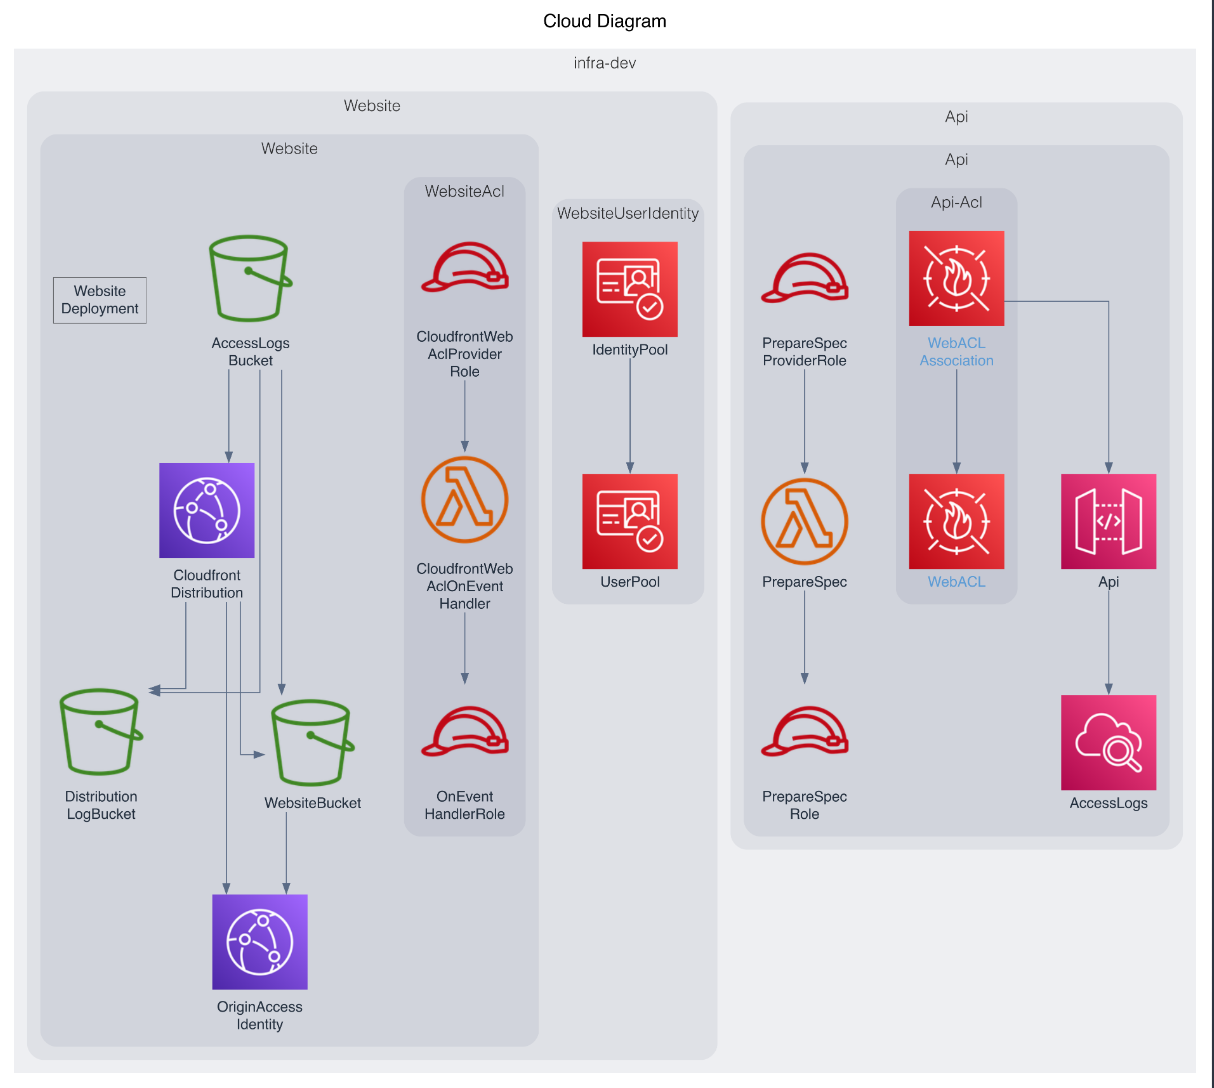 Cloud Diagram
infra-dev
Website
Website
Website
Deployment
AccessLogs
Bucket
Cloudfront
Distribution
Distribution
LogBucket
WebsiteBucket
OriginAccess
Identity
WebsiteAcl
CloudfrontWeb
AclProvider
Role
CloudfrontWeb
AclOnEvent
Handler
OnEvent
HandlerRole
WebsiteUserIdentity
IdentityPool
UserPool
Api
Api
PrepareSpec
ProviderRole
PrepareSpec
PrepareSpec
Role
Api-Acl
WebACL
Association
WebACL
Api
AccessLogs